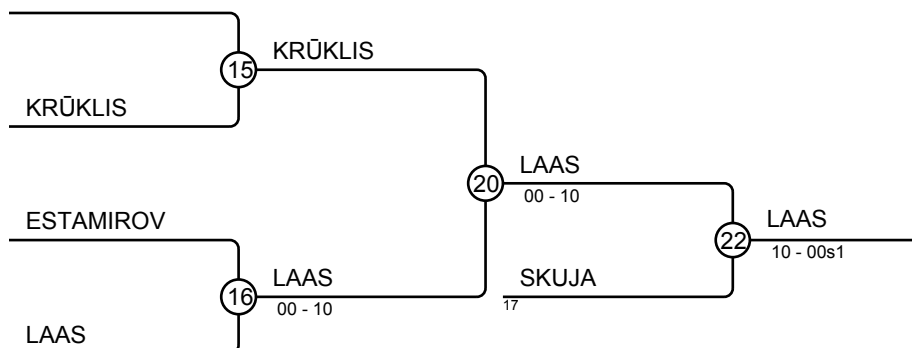 15
KRŪKLIS
KRŪKLIS
20
LAAS
00 - 10
ESTAMIROV
22
LAAS
10 - 00s1
16
LAAS
00 - 10
SKUJA
17
LAAS